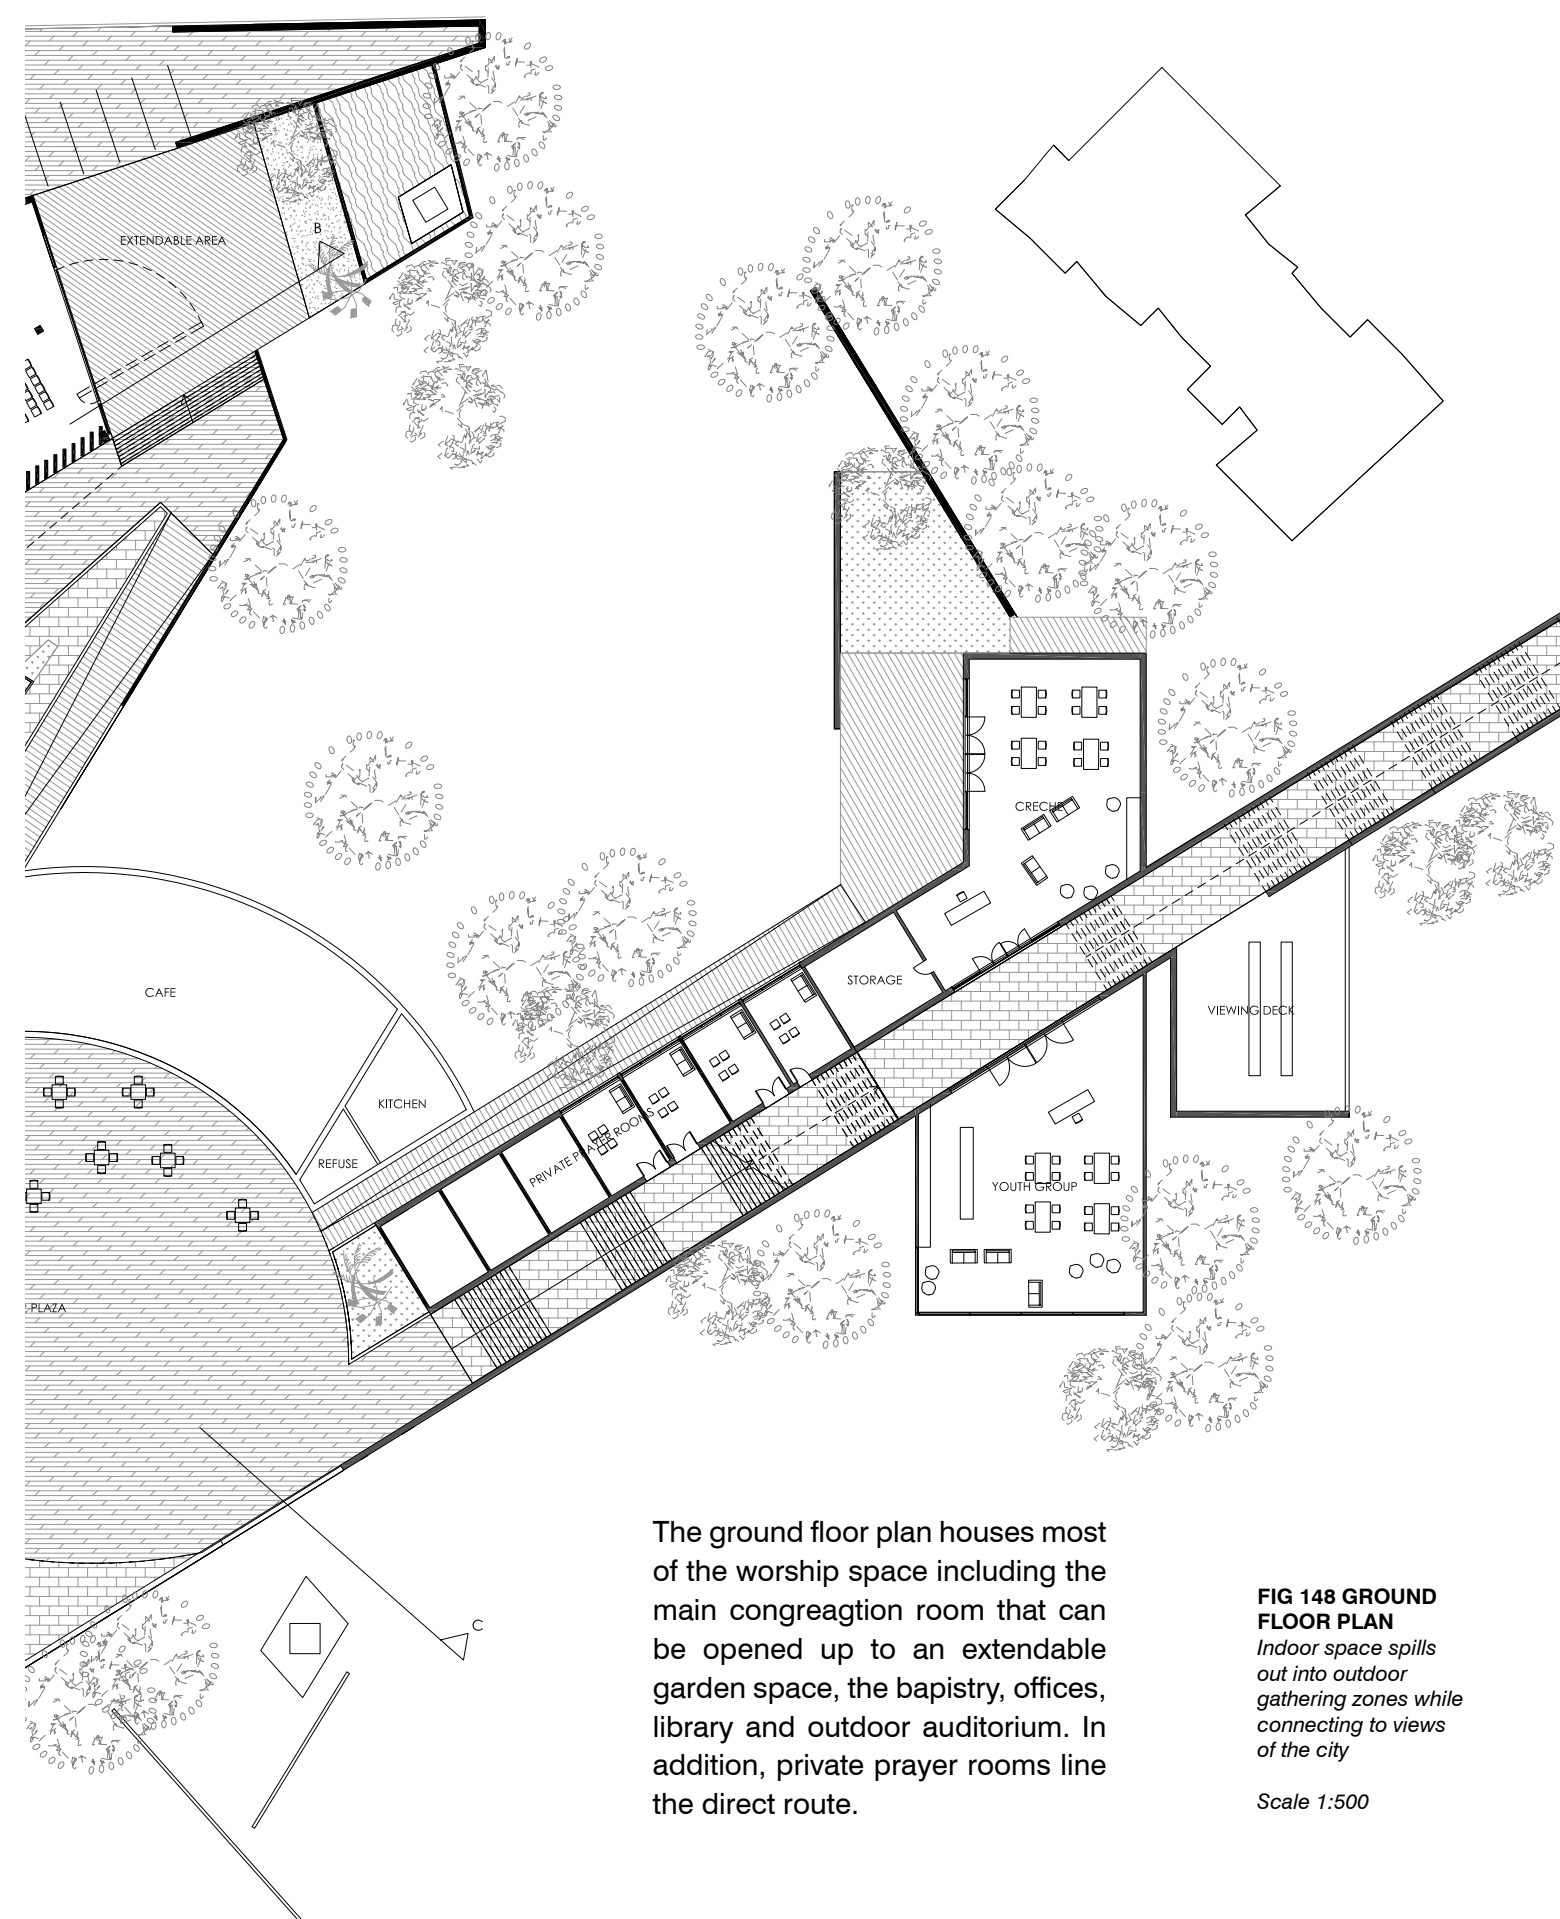 B
EXTENDABLE AREA
CRECHE
STORAGE
CAFE
VIEWING DECK
KITCHEN
PRIVATE PRAYER ROOMS
REFUSE
YOUTH GROUP
PLAZA
C
The ground floor plan houses most
of the worship space including the
main congreagtion room that can
be opened up to an extendable
garden space, the bapistry, offices,
library and outdoor auditorium. In
addition, private prayer rooms line
the direct route.
FIG 148 GROUND
FLOOR PLAN
Indoor space spills
out into outdoor
gathering zones while
connecting to views
of the city
Scale 1:500